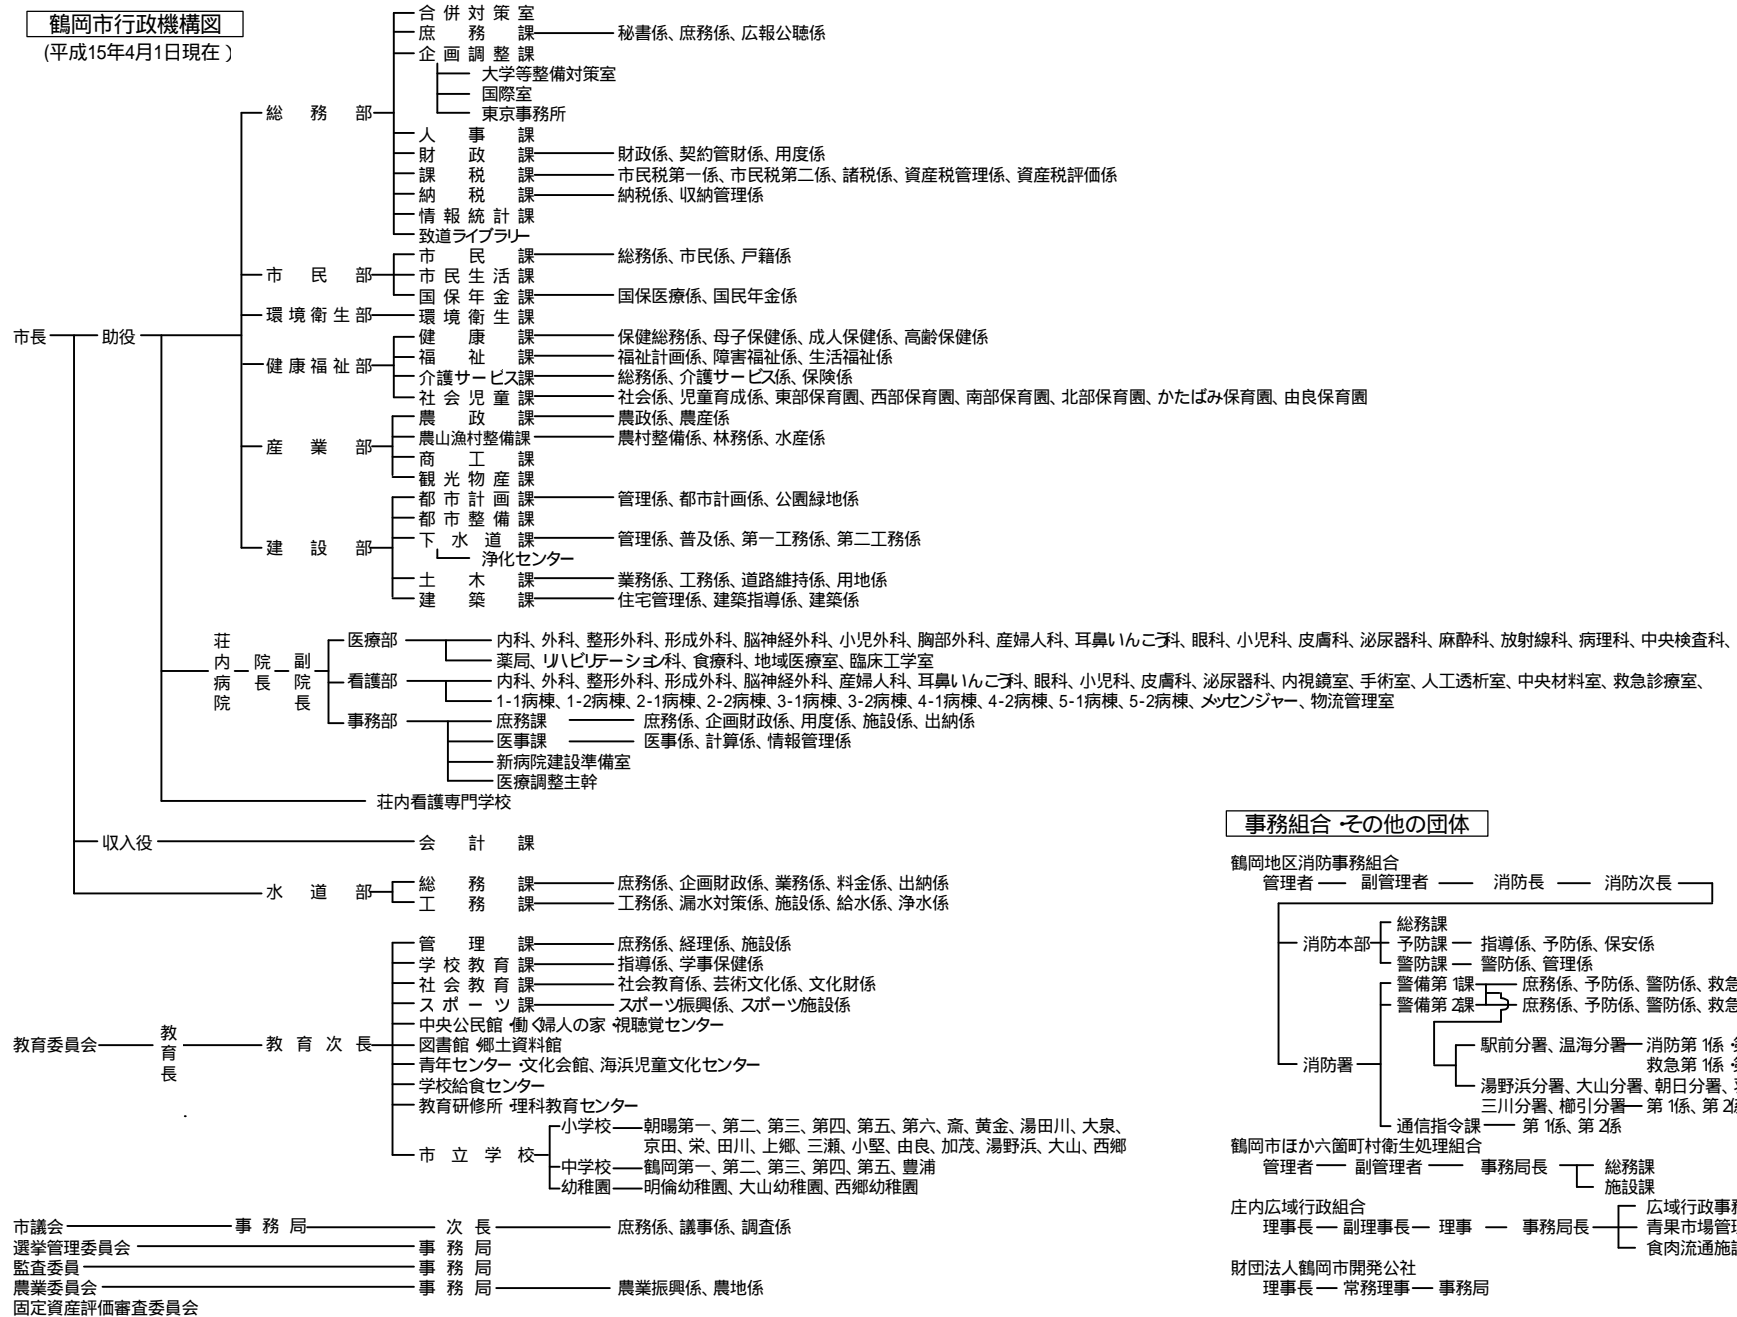 鶴岡市行政機構図
(平成15年4月1日現在)
市長 助役
総務部
合併対策室
庶務課 秘書係、庶務係、広報公聴係
企画調整課
大学等整備対策室
国際室
東京事務所
人事課
財政課 財政係、契約管財係、用度係
課税課 市民税第一係、市民税第二係、諸税係、資産税管理係、資産税評価係
納税課 納税係、収納管理係
情報統計課
致道ライブラリー
市民部
市民課 総務係、市民係、戸籍係
市民生活課
国保年金課 国保医療係、国民年金係
環境衛生部 環境衛生課
健康福祉部
健康課 保健総務係、母子保健係、成人保健係、高齢保健係
福祉課 福祉計画係、障害福祉係、生活福祉係
介護サービス課 総務係、介護サービス係、保険係
社会児童課 社会係、児童育成係、東部保育園、西部保育園、南部保育園、北部保育園、かたばみ保育園、由良保育園
産業部
農政課 農政係、農産係
農山漁村整備課 農村整備係、林務係、水産係
商工課
観光物産課
建設部
都市計画課 管理係、都市計画係、公園緑地係
都市整備課
下水道課 管理係、普及係、第一工務係、第二工務係
浄化センター
土木課 業務係、工務係、道路維持係、用地係
建築課 住宅管理係、建築指導係、建築係
荘内病院 院長 副院長
医療部 内科、外科、整形外科、形成外科、脳神経外科、小児外科、胸部外科、産婦人科、耳鼻いんこう科、眼科、小児科、皮膚科、泌尿器科、麻酔科、放射線科、病理科、中央検査科、
薬局、リハビリテーション科、食療科、地域医療室、臨床工学室
看護部 内科、外科、整形外科、形成外科、脳神経外科、産婦人科、耳鼻いんこう科、眼科、小児科、皮膚科、泌尿器科、内視鏡室、手術室、人工透析室、中央材料室、救急診療室、
1-1病棟、1-2病棟、2-1病棟、2-2病棟、3-1病棟、3-2病棟、4-1病棟、4-2病棟、5-1病棟、5-2病棟、メッセンジャー、物流管理室
事務部 庶務課 庶務係、企画財政係、用度係、施設係、出納係
医事課 医事係、計算係、情報管理係
新病院建設準備室
医療調整主幹
荘内看護専門学校
収入役 会計課
水道部
総務課 庶務係、企画財政係、業務係、料金係、出納係
工務課 工務係、漏水対策係、施設係、給水係、浄水係
教育委員会 教育長 教育次長
管理課 庶務係、経理係、施設係
学校教育課 指導係、学事保健係
社会教育課 社会教育係、芸術文化係、文化財係
スポーツ課 スポーツ振興係、スポーツ施設係
中央公民館・働く婦人の家・視聴覚センター
図書館・郷土資料館
青年センター・文化会館、海浜児童文化センター
学校給食センター
教育研修所・理科教育センター
市立学校
小学校 朝暘第一、第二、第三、第四、第五、第六、斎、黄金、湯田川、大泉、
京田、栄、田川、上郷、三瀬、小堅、由良、加茂、湯野浜、大山、西郷
中学校 鶴岡第一、第二、第三、第四、第五、豊浦
幼稚園 明倫幼稚園、大山幼稚園、西郷幼稚園
市議会 事務局 次長 庶務係、議事係、調査係
選挙管理委員会 事務局
監査委員 事務局
農業委員会 事務局 農業振興係、農地係
固定資産評価審査委員会
事務組合・その他の団体
鶴岡地区消防事務組合
管理者 副管理者 消防長 消防次長
消防本部
総務課
予防課 指導係、予防係、保安係
警防課 警防係、管理係
消防署
警備第1課 庶務係、予防係、警防係、救急
警備第2課 庶務係、予防係、警防係、救急
駅前分署、温海分署 消防第1係・
救急第1係・
湯野浜分署、大山分署、朝日分署、
三川分署、櫛引分署 第1係、第2係
通信指令課 第1係、第2係
鶴岡市ほか六箇町村衛生処理組合
管理者 副管理者 事務局長 総務課
施設課
庄内広域行政組合
理事長 副理事長 理事 事務局長
広域行政事務
青果市場管理
食肉流通施設
財団法人鶴岡市開発公社
理事長 常務理事 事務局